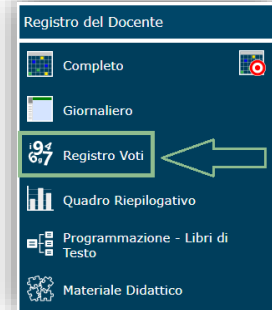 Registro del Docente
Completo
Giornaliero
Registro Voti
Quadro Riepilogativo
Programmazione - Libri di
Testo
Materiale Didattico